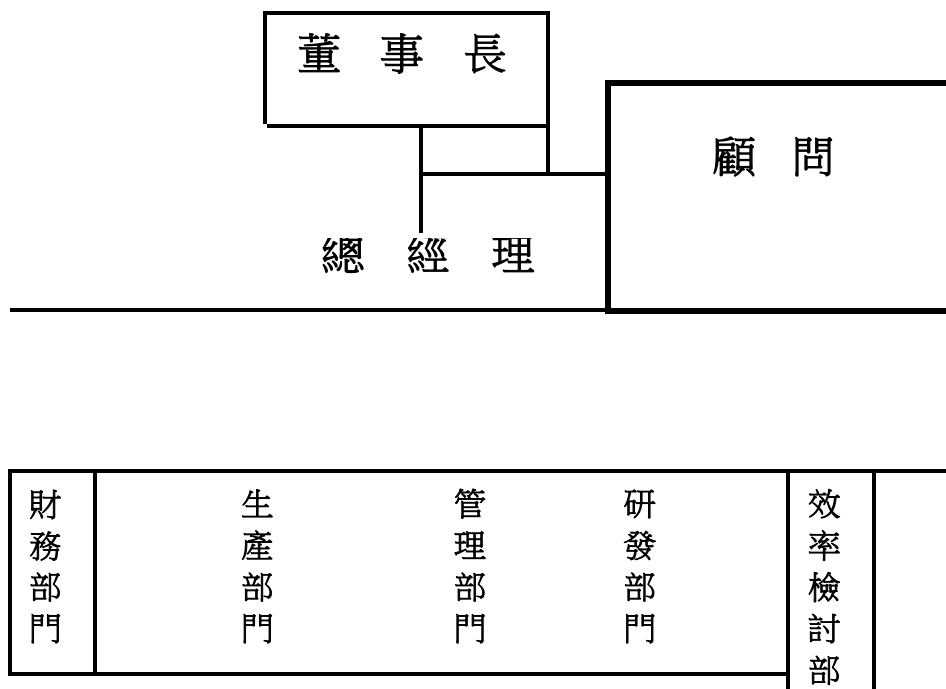 董 事 長
顧 問
總 經 理
財務部門
生產部門
管理部門
研發部門
效率檢討部